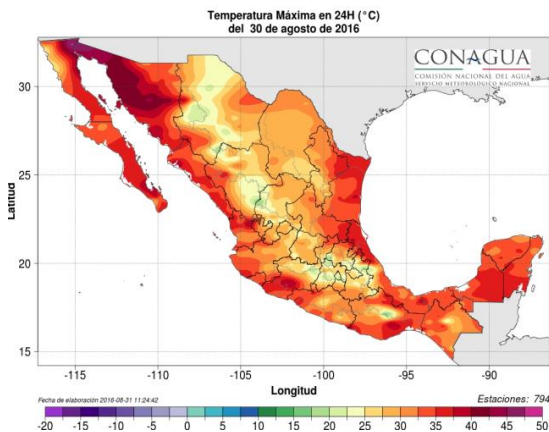 Temperatura Máxima en 24H (°C)
del 30 de agosto de 2016
CONAGUA
COMISIÓN NACIONAL DEL AGUA
SERVICIO METEOROLÓGICO NACIONAL
Latitud
30
25
20
15
-115 -110 -105 -100 -95 -90
Longitud
Fecha de elaboración 2016-08-31 11:24:42
Estaciones: 794
-20 -15 -10 -5 0 5 10 15 20 25 30 35 40 45 50